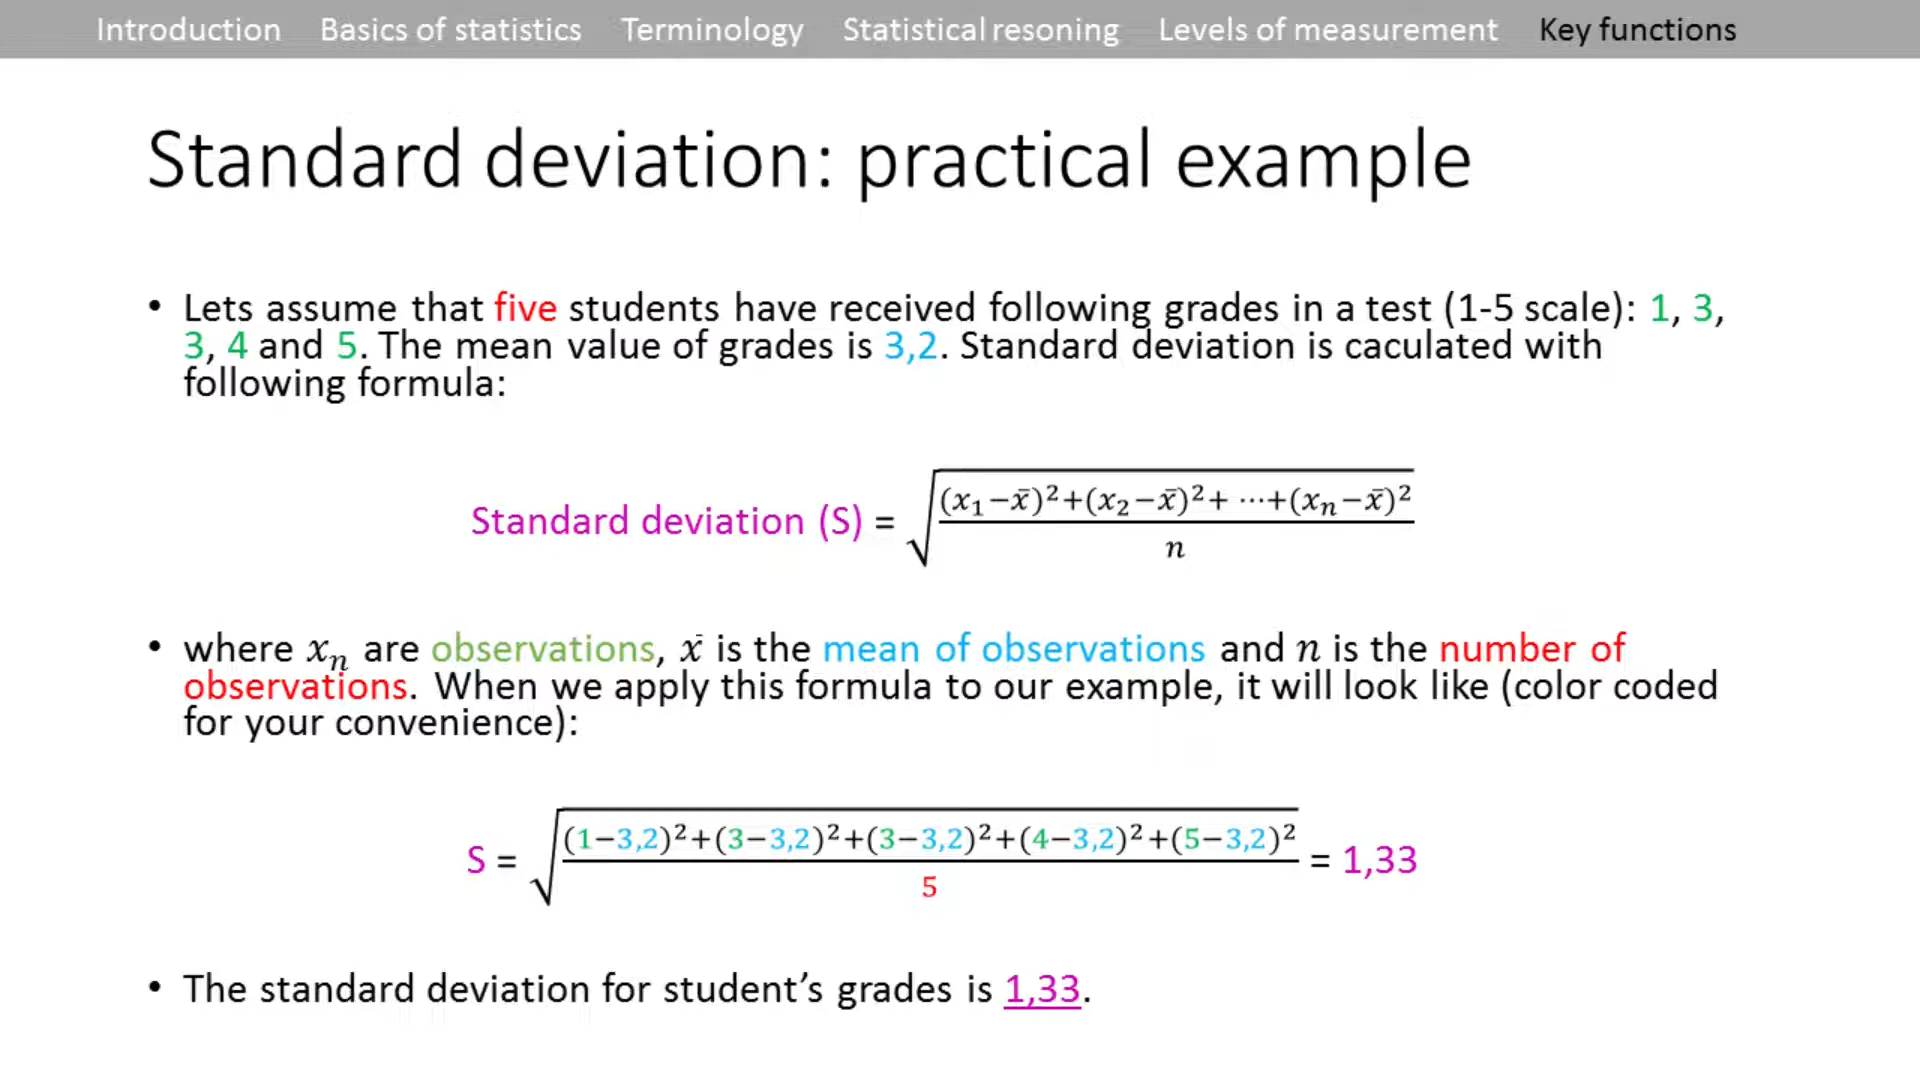 Introduction Basics of statistics Terminology Statistical resoning Levels of measurement Key functions
Standard deviation: practical example
• Lets assume that five students have received following grades in a test (1-5 scale): 1, 3,
3, 4 and 5. The mean value of grades is 3,2. Standard deviation is caculated with
following formula:
Standard deviation (S) = √((x₁−x̄)²+(x₂−x̄)²+ ⋯+(xₙ−x̄)²/n)
• where xₙ are observations, x̄ is the mean of observations and n is the number of
observations. When we apply this formula to our example, it will look like (color coded
for your convenience):
S = √((1−3,2)²+(3−3,2)²+(3−3,2)²+(4−3,2)²+(5−3,2)²/5) = 1,33
• The standard deviation for student’s grades is 1,33.